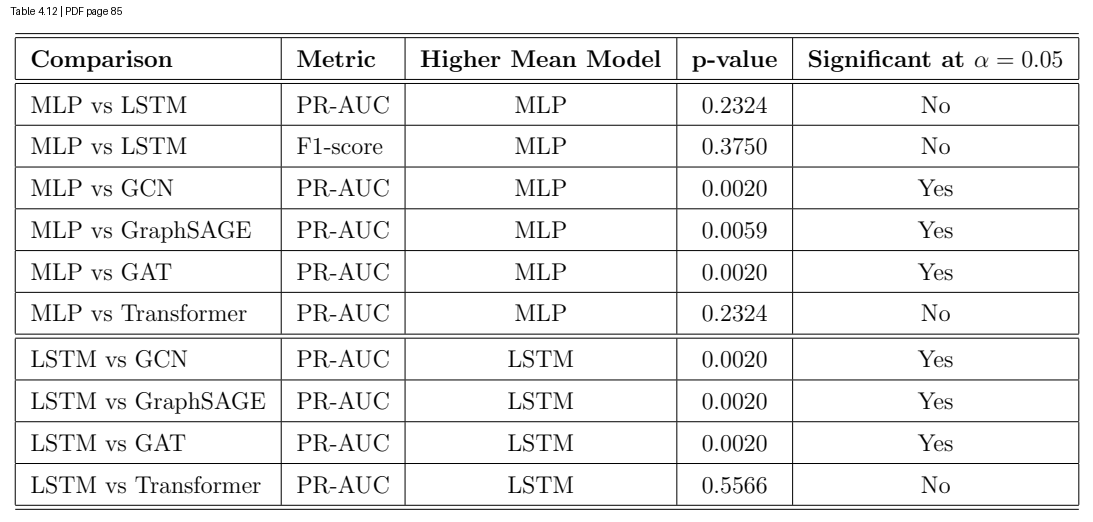 Table 4.12 | PDF page 85
Comparison Metric Higher Mean Model p-value Significant at α = 0.05
MLP vs LSTM PR-AUC MLP 0.2324 No
MLP vs LSTM F1-score MLP 0.3750 No
MLP vs GCN PR-AUC MLP 0.0020 Yes
MLP vs GraphSAGE PR-AUC MLP 0.0059 Yes
MLP vs GAT PR-AUC MLP 0.0020 Yes
MLP vs Transformer PR-AUC MLP 0.2324 No
LSTM vs GCN PR-AUC LSTM 0.0020 Yes
LSTM vs GraphSAGE PR-AUC LSTM 0.0020 Yes
LSTM vs GAT PR-AUC LSTM 0.0020 Yes
LSTM vs Transformer PR-AUC LSTM 0.5566 No